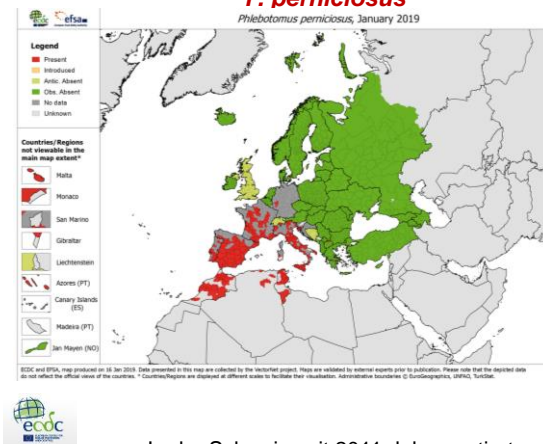 P. perniciosus
Phlebotomus perniciosus, January 2019
ecdc efsa
Legend
Present
Introduced
Antic. Absent
Obs. Absent
No data
Unknown
Countries/Regions
not viewable in the
main map extent*
Malta
Monaco
San Marino
Gibraltar
Liechtenstein
Azores (PT)
Canary Islands
(ES)
Madeira (PT)
Jan Mayen (NO)
ECDC and EFSA, map produced on 16 Jan 2019. Data presented in this map are collected by the VectorNet project. Maps are validated by external experts prior to publication. Please note that the depicted data
do not reflect the official views of the countries. * Countries/Regions are displayed at different scales to facilitate their visualisation. Administrative boundaries © EuroGeographics, UNFAO, TurkStat.
ecdc